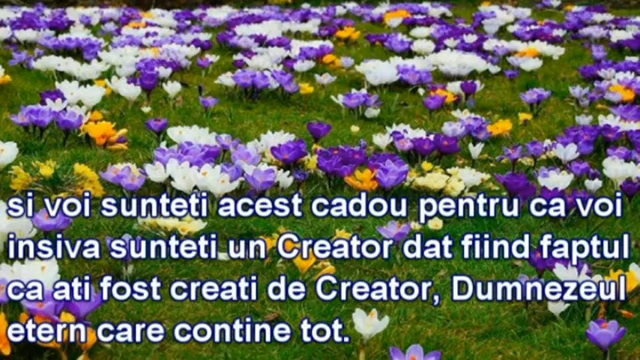 si voi sunteti acest cadou pentru ca voi
insiva sunteti un Creator dat fiind faptul
ca ati fost creati de Creator, Dumnezeul
etern care contine tot.